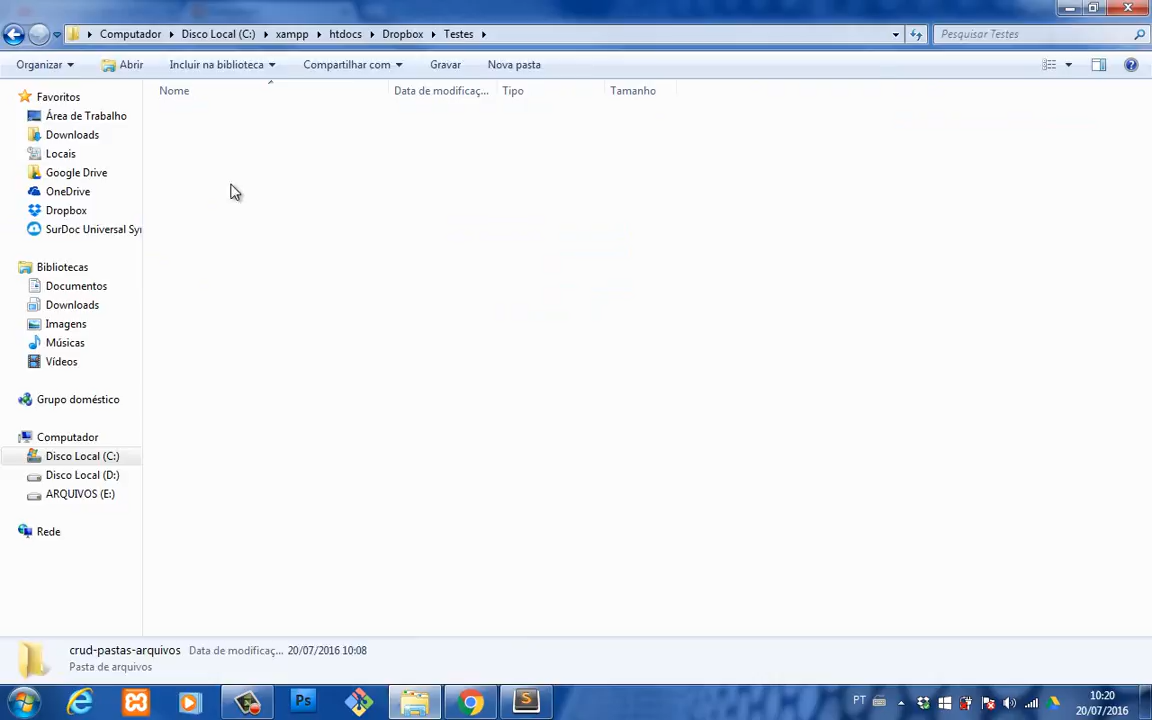 Computador Disco Local (C:) xampp htdocs Dropbox Testes
Pesquisar Testes
Organizar Abrir Incluir na biblioteca Compartilhar com Gravar Nova pasta
Nome Data de modificaç... Tipo Tamanho
Favoritos
Área de Trabalho
Downloads
Locais
Google Drive
OneDrive
Dropbox
SurDoc Universal Syn
Bibliotecas
Documentos
Downloads
Imagens
Músicas
Vídeos
Grupo doméstico
Computador
Disco Local (C:)
Disco Local (D:)
ARQUIVOS (E:)
Rede
crud-pastas-arquivos Data de modificaç... 20/07/2016 10:08
Pasta de arquivos
Ps
S
PT
10:20
20/07/2016